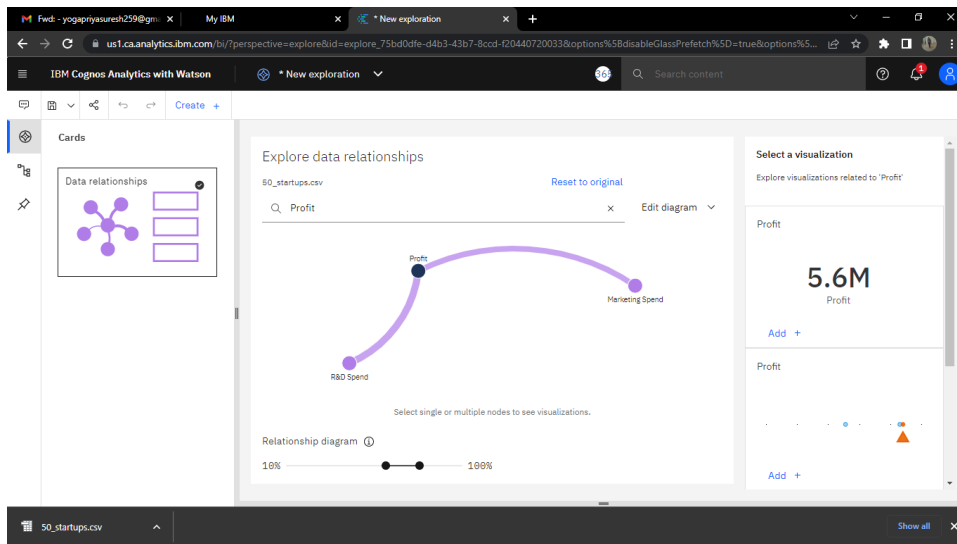 Fwd: - yogapriyasuresh259@gma
My IBM
* New exploration
us1.ca.analytics.ibm.com/bi/?perspective=explore&id=explore_75bd0dfe-d4b3-43b7-8ccd-f20440720033&options%5BdisableGlassPrefetch%5D=true&options%5...
IBM Cognos Analytics with Watson
* New exploration
365
Search content
1
Create +
Cards
Data relationships
Explore data relationships
50_startups.csv
Reset to original
Profit
Edit diagram
Profit
Marketing Spend
R&D Spend
Select single or multiple nodes to see visualizations.
Relationship diagram
10%
100%
Select a visualization
Explore visualizations related to 'Profit'
Profit
5.6M
Profit
Add +
Profit
Add +
50_startups.csv
Show all